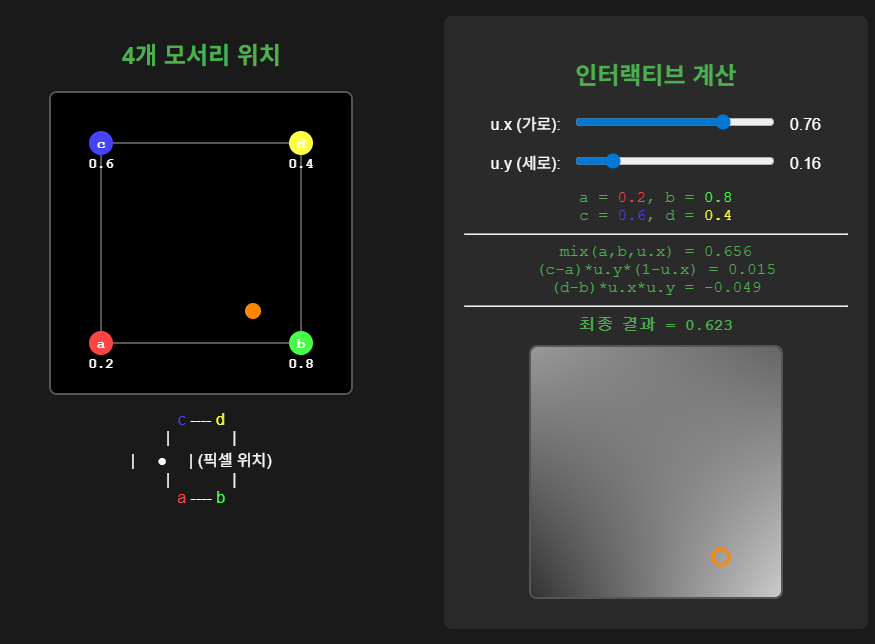 4개 모서리 위치
c
d
0.6
0.4
a
b
0.2
0.8
c ---- d
| |
| ● | (픽셀 위치)
| |
a ---- b
인터랙티브 계산
u.x (가로): 0.76
u.y (세로): 0.16
a = 0.2, b = 0.8
c = 0.6, d = 0.4
mix(a,b,u.x) = 0.656
(c-a)*u.y*(1-u.x) = 0.015
(d-b)*u.x*u.y = -0.049
최종 결과 = 0.623